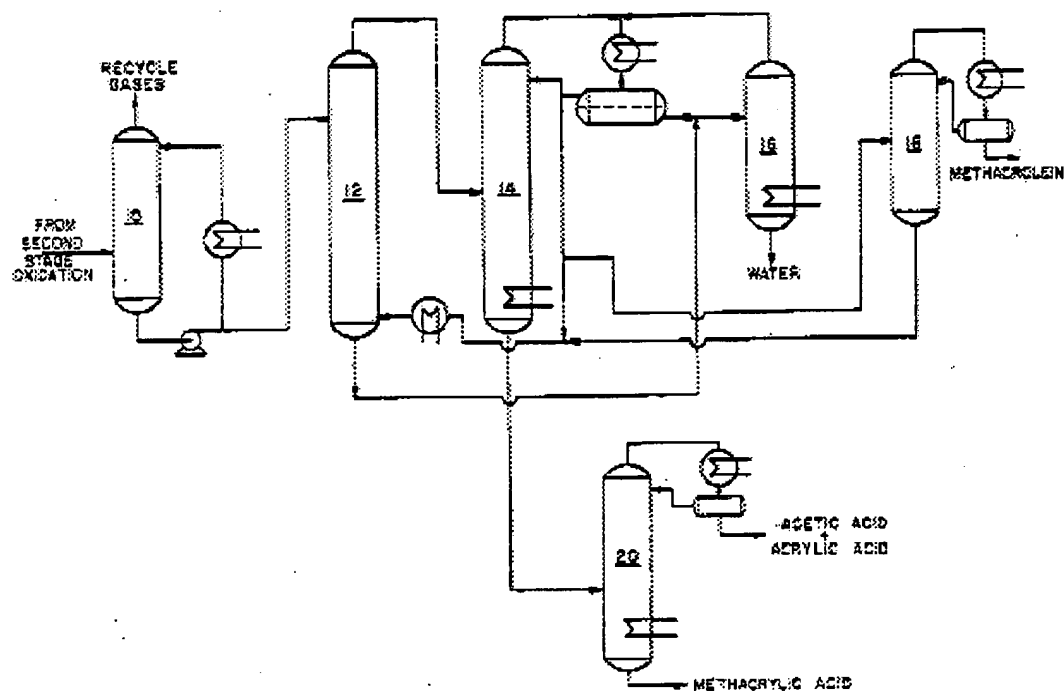 RECYCLE
GASES
10
FROM
SECOND
STAGE
OXIDATION
12
14
16
WATER
18
METHACROLEIN
20
ACETIC ACID
+
ACRYLIC ACID
METHACRYLIC ACID